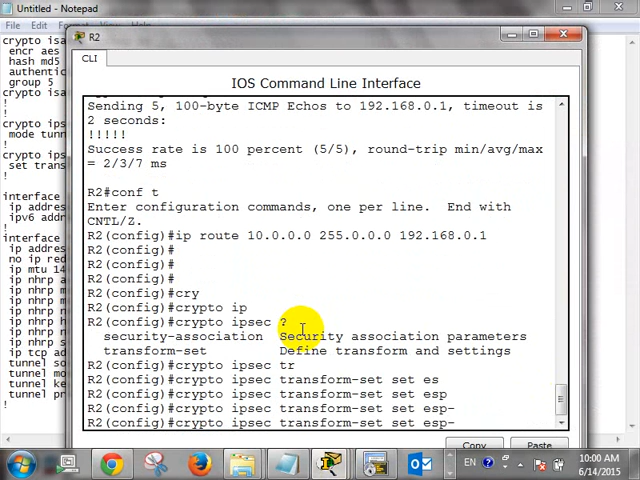 Untitled - Notepad
File Edit
crypto isa
encr aes
hash md5
authentic
group 5
crypto isa
!
!
crypto ips
mode tunn
!
crypto ips
set trans
!
interface
ip addres
ipv6 addr
!
interface
ip addres
no ip red
ip mtu 14
ip nhrp a
ip nhrp m
ip nhrp n
ip nhrp n
ip nhrp n
ip tcp ad
tunnel so
tunnel mo
tunnel ke
tunnel pr
!
R2
CLI
IOS Command Line Interface
Sending 5, 100-byte ICMP Echos to 192.168.0.1, timeout is
2 seconds:
!!!!!
Success rate is 100 percent (5/5), round-trip min/avg/max
= 2/3/7 ms
R2#conf t
Enter configuration commands, one per line. End with
CNTL/Z.
R2(config)#ip route 10.0.0.0 255.0.0.0 192.168.0.1
R2(config)#
R2(config)#
R2(config)#
R2(config)#cry
R2(config)#crypto ip
R2(config)#crypto ipsec ?
security-association Security association parameters
transform-set Define transform and settings
R2(config)#crypto ipsec tr
R2(config)#crypto ipsec transform-set set es
R2(config)#crypto ipsec transform-set set esp
R2(config)#crypto ipsec transform-set set esp-
R2(config)#crypto ipsec transform-set set esp-
Copy Paste
EN
10:00 AM
6/14/2015